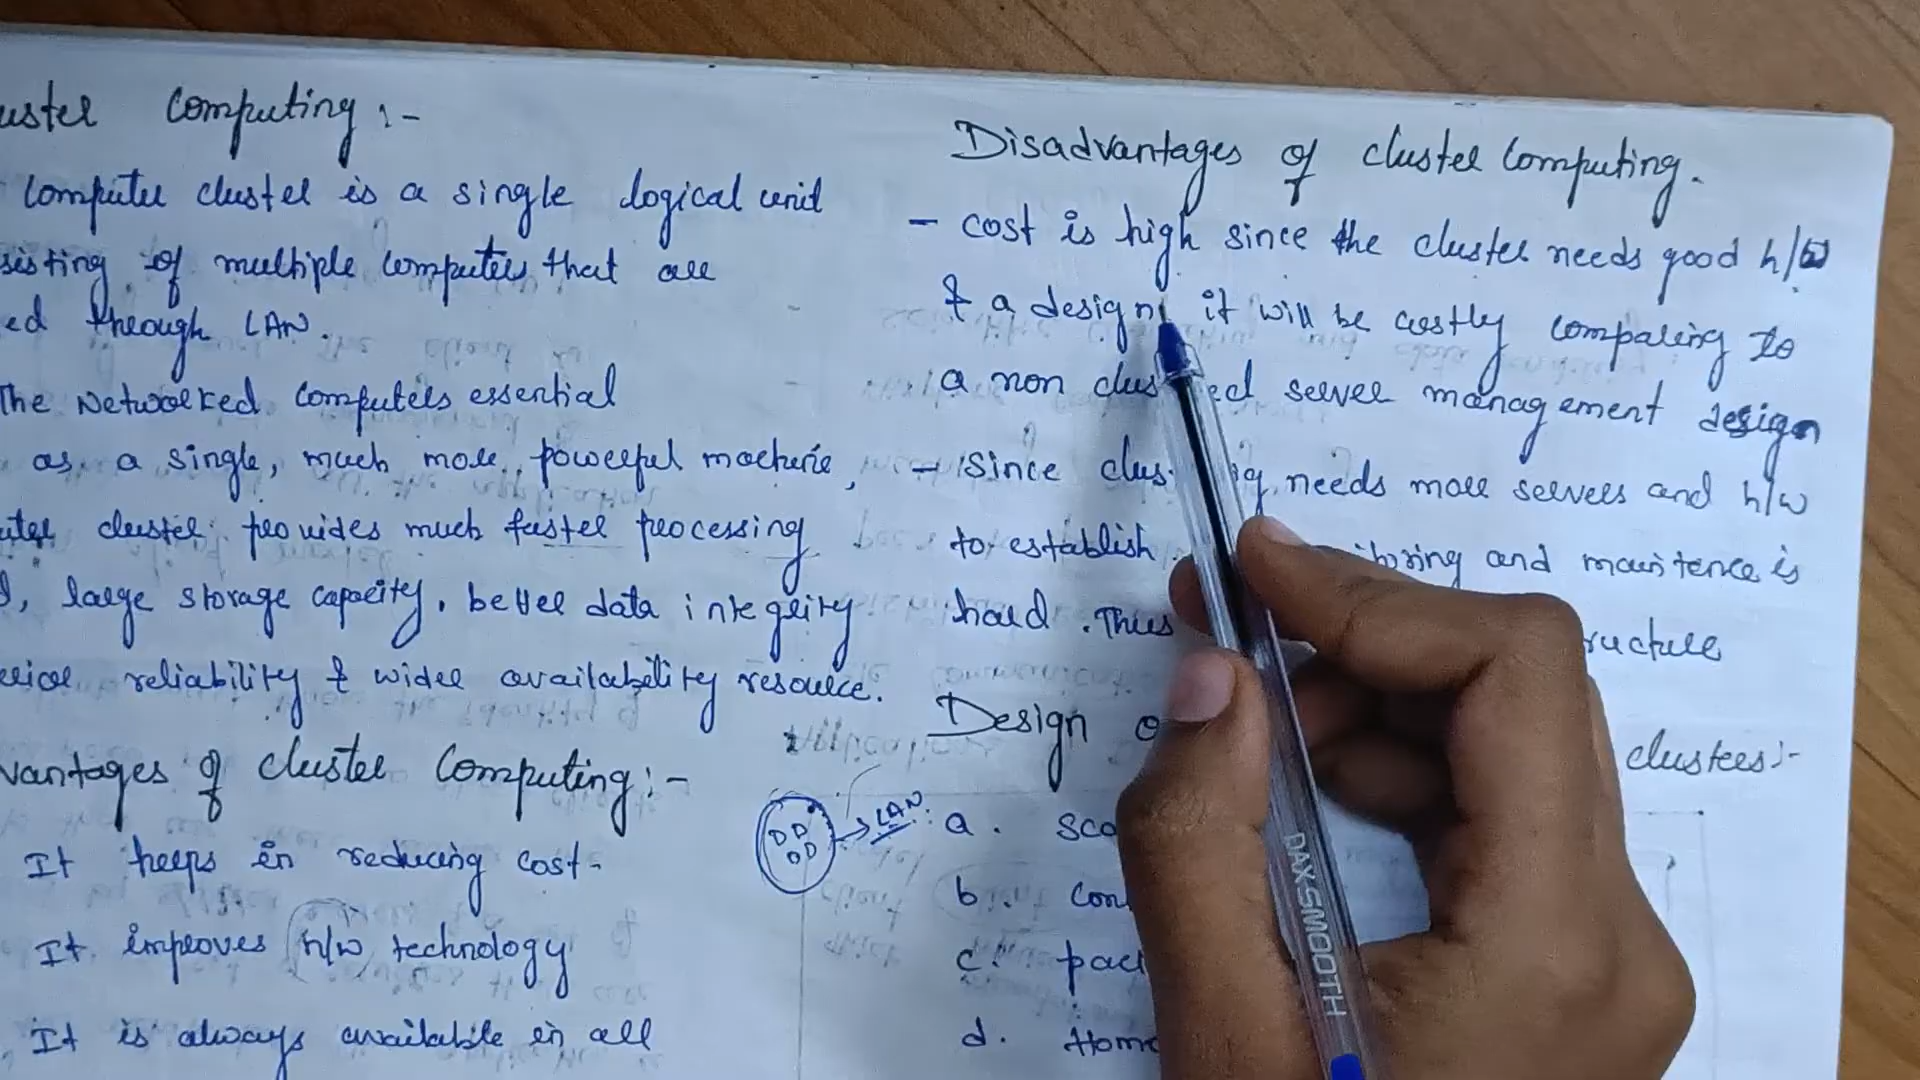 uster Computing :-
Computer cluster is a single logical unit
sisting of multiple computers that are
ed through LAN.
The Networked computers essential
as a single, much more powerful machine,
uter cluster provides much faster processing
d, large storage capacity, better data integrity
erior reliability & wider availability resource.
vantages of cluster Computing :-
It helps in reducing cost.
It improves h/w technology
It is always available in all
Disadvantages of cluster Computing.
- cost is high since the cluster needs good h/w
& a design it will be costly comparing to
a non clus ed server management design
- Since clus ng needs more servers and h/w
to establish itoring and maintence is
hard. Thus ructure
Design o clusters:-
LAN.
a. sca
b. Con
c. pac
d. Homo
DAX SMOOTH